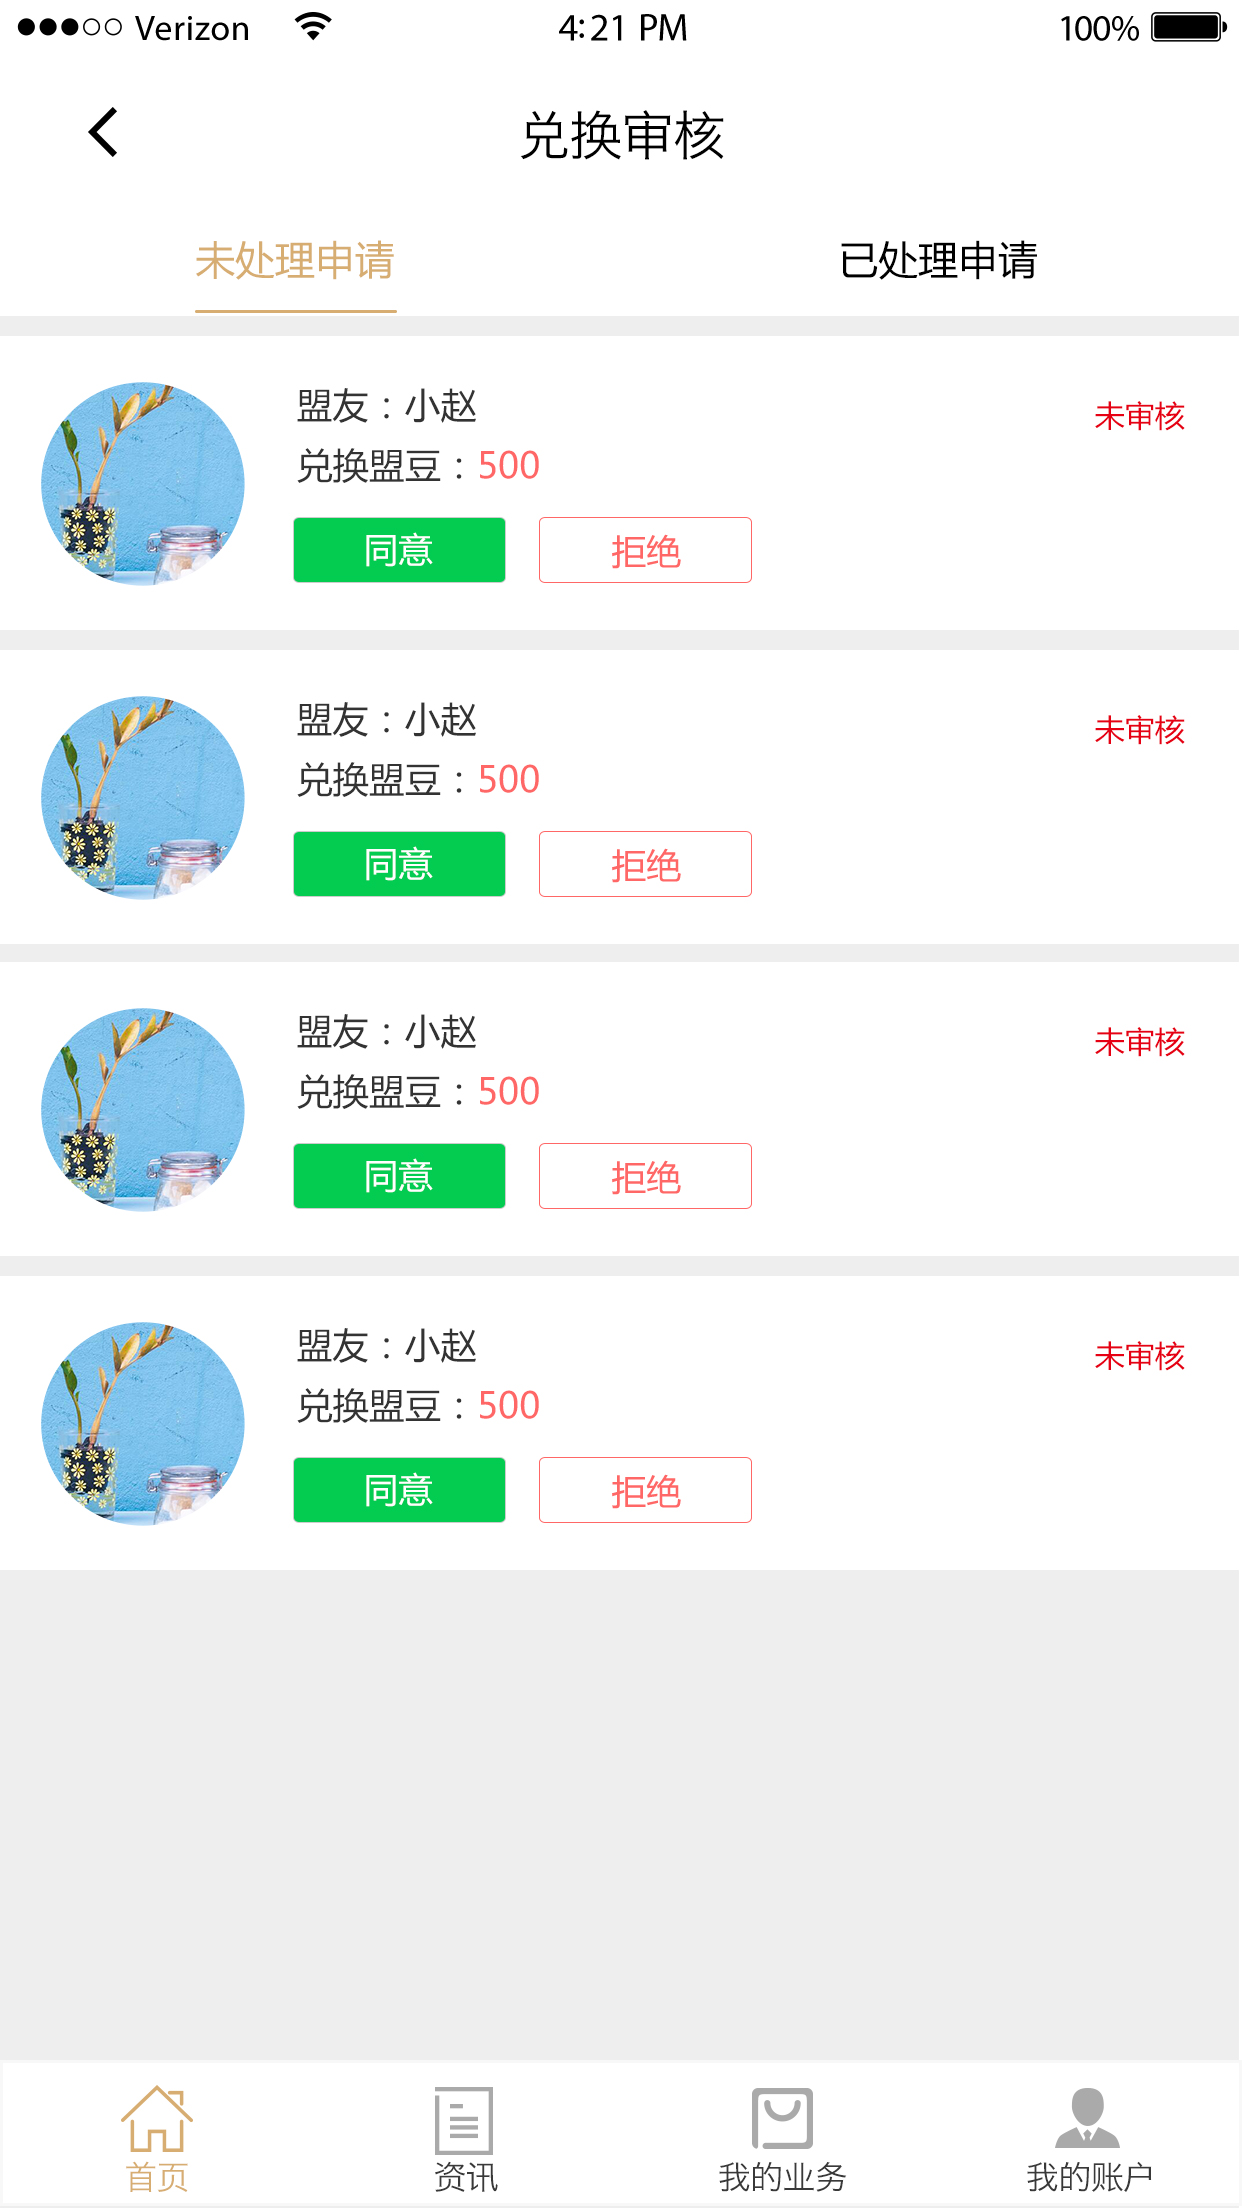 Verizon 4:21 PM 100%
兑换审核
未处理申请 已处理申请
盟友：小赵 未审核
兑换盟豆：500
同意 拒绝
盟友：小赵 未审核
兑换盟豆：500
同意 拒绝
盟友：小赵 未审核
兑换盟豆：500
同意 拒绝
盟友：小赵 未审核
兑换盟豆：500
同意 拒绝
首页 资讯 我的业务 我的账户